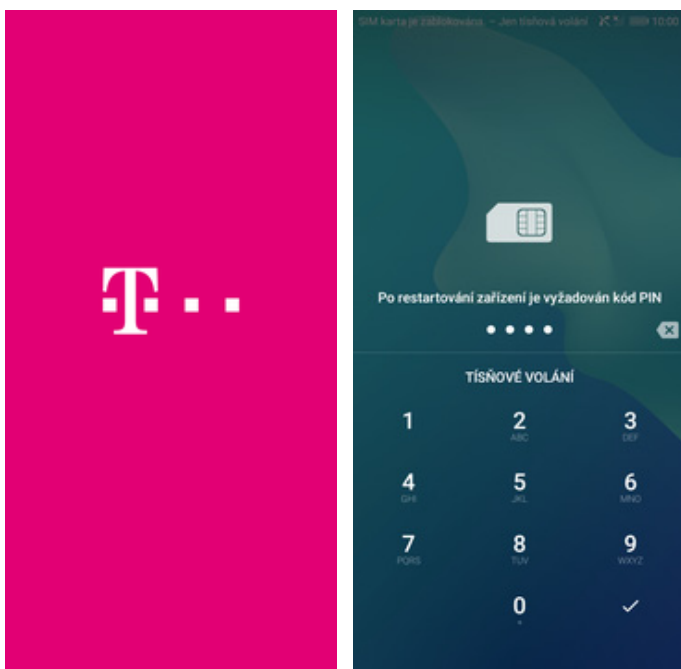 T
SIM karta je zablokována. – Jen tísňová volání 10:00
Po restartování zařízení je vyžadován kód PIN
TÍSŇOVÉ VOLÁNÍ
1 2 3
ABC DEF
4 5 6
GHI JKL MNO
7 8 9
PQRS TUV WXYZ
0
+